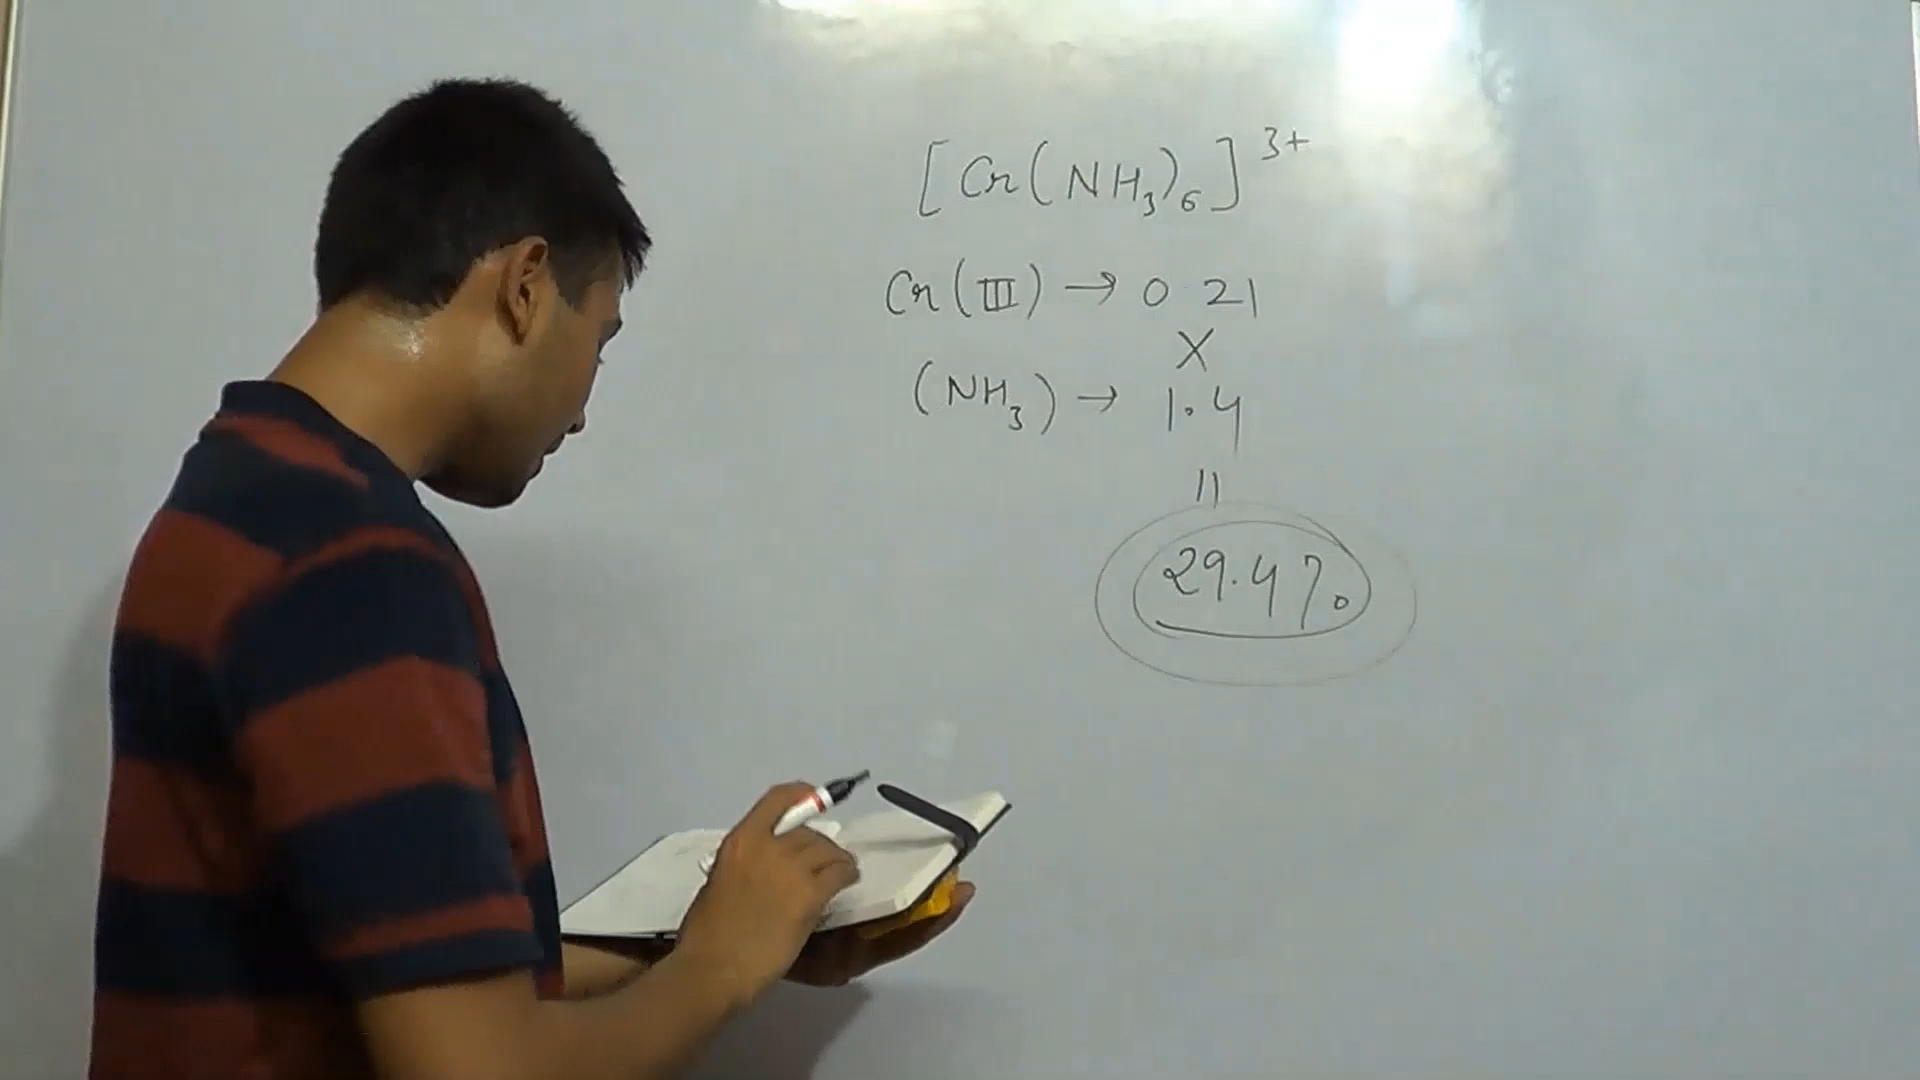 [Cr(NH₃)₆]³⁺
Cr(III) → 0 21
X
(NH₃) → 1.4
||
29.4%